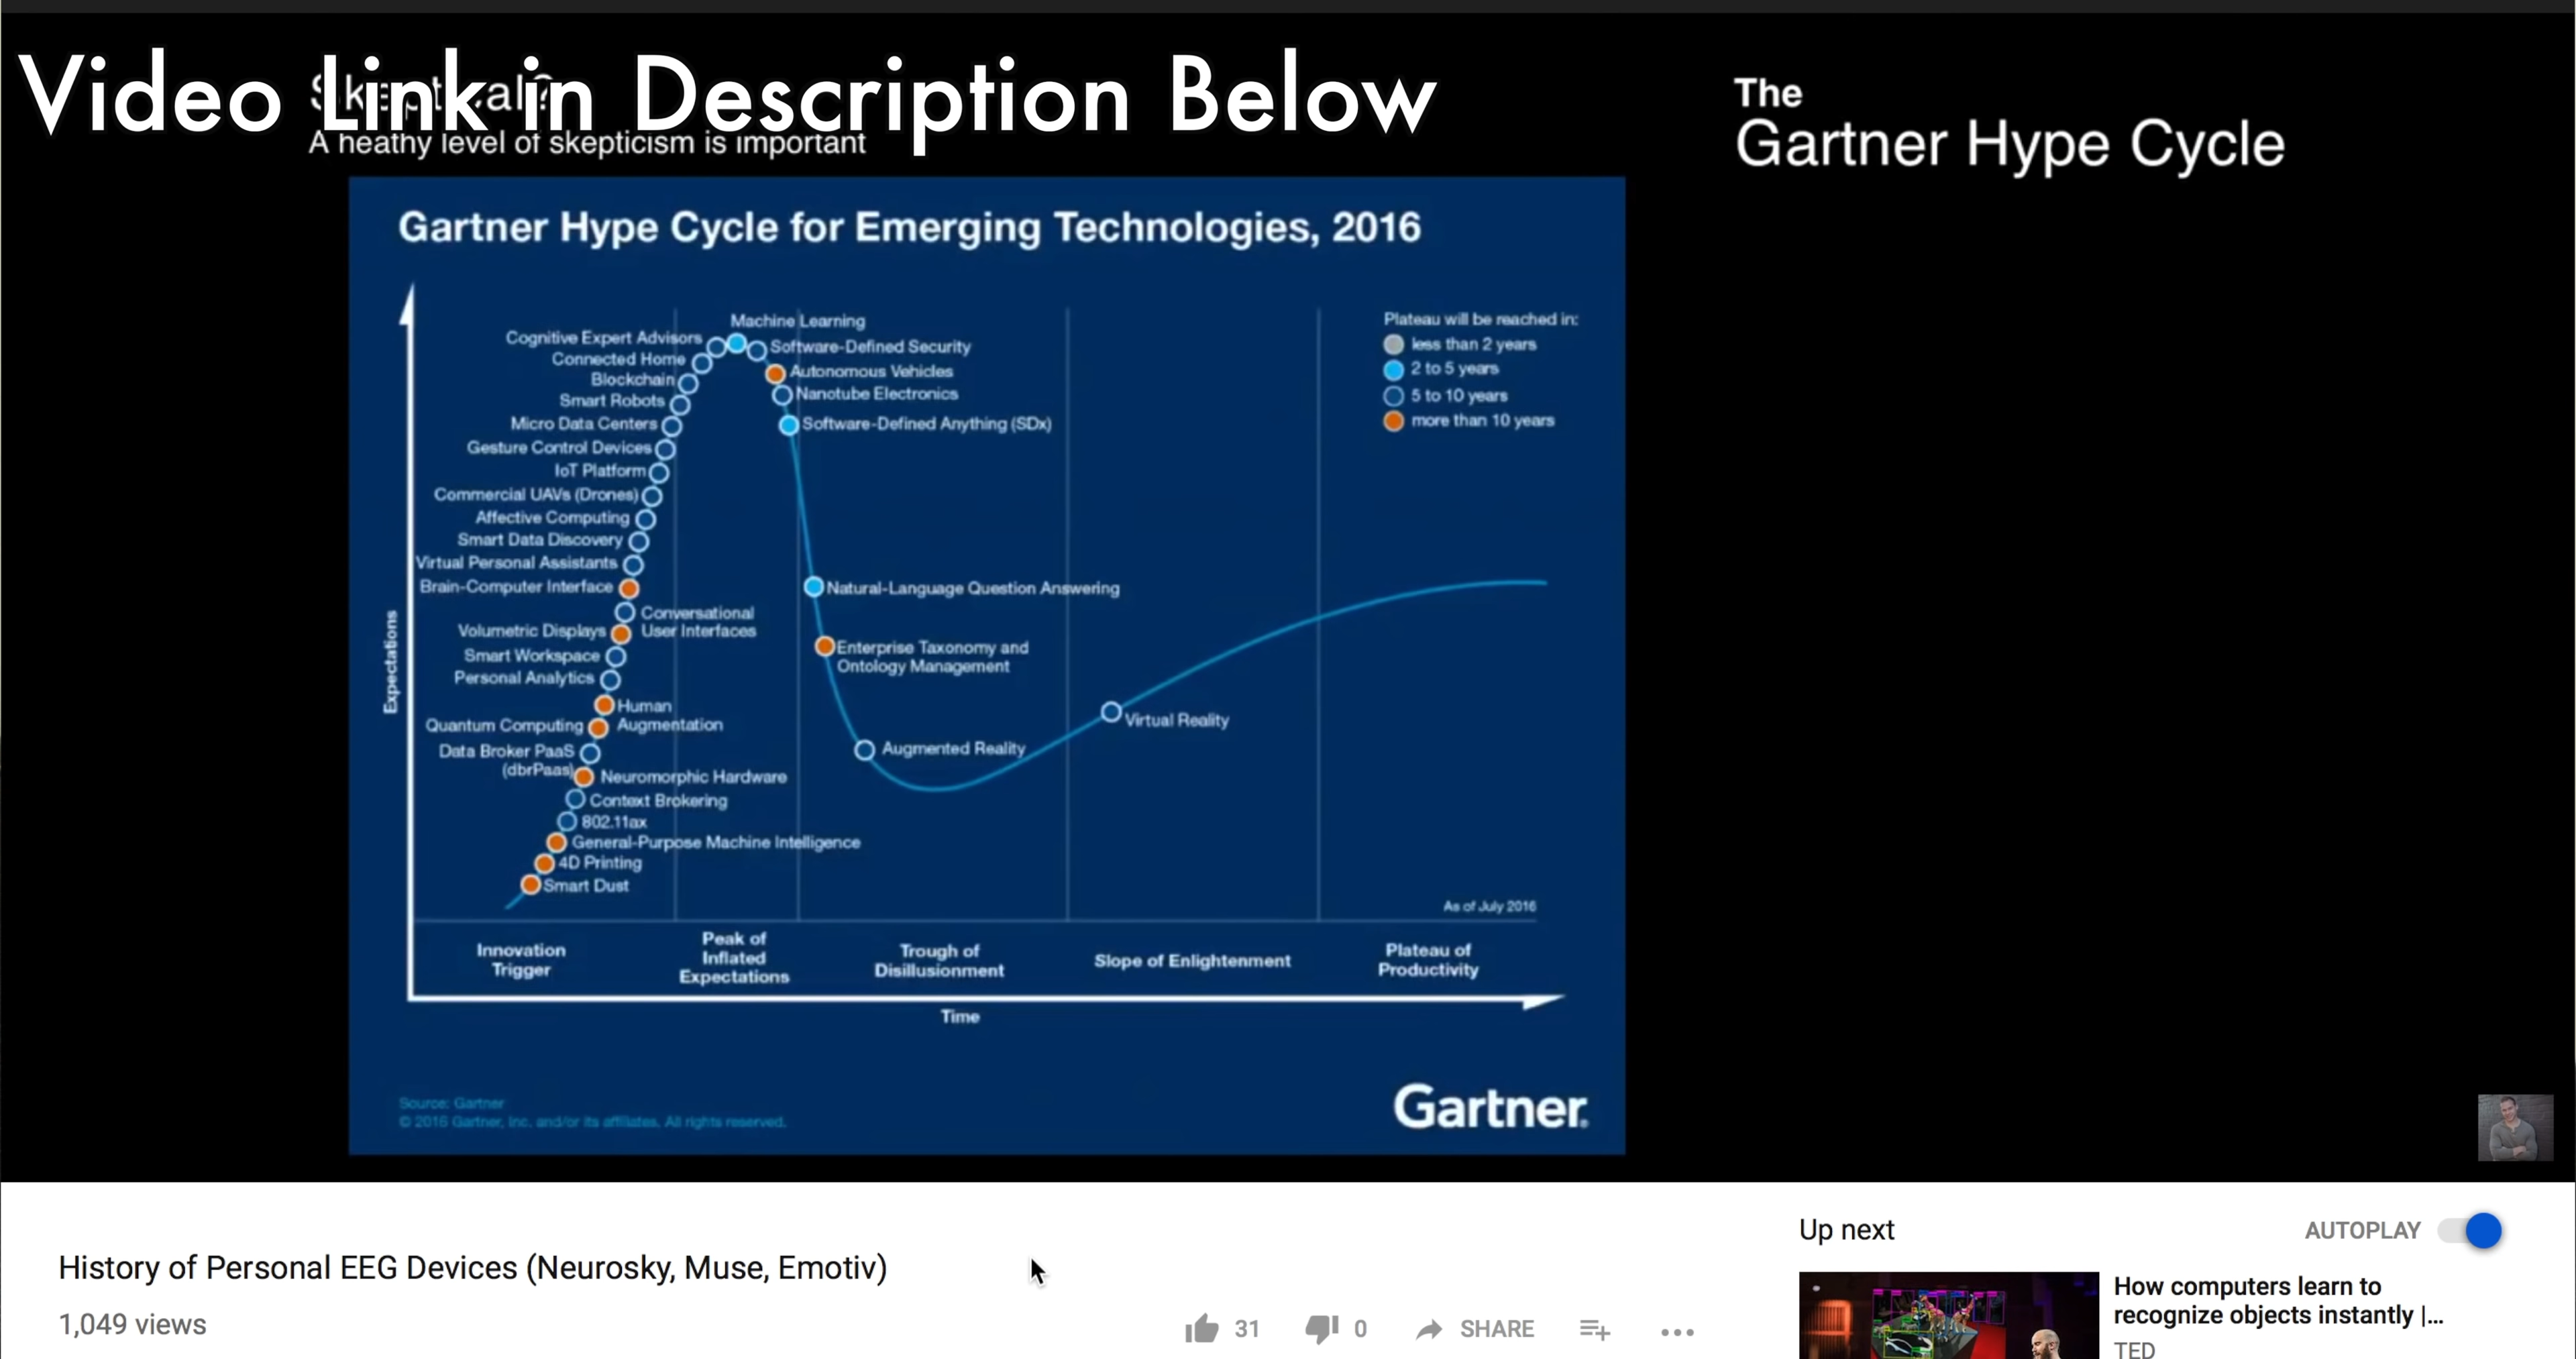 Video Link in Description Below
Skeptical?
A heathy level of skepticism is important
The
Gartner Hype Cycle
Gartner Hype Cycle for Emerging Technologies, 2016
Machine Learning
Cognitive Expert Advisors
Software-Defined Security
Connected Home
Autonomous Vehicles
Blockchain
Nanotube Electronics
Smart Robots
Software-Defined Anything (SDx)
Micro Data Centers
Gesture Control Devices
IoT Platform
Commercial UAVs (Drones)
Affective Computing
Smart Data Discovery
Virtual Personal Assistants
Brain-Computer Interface
Natural-Language Question Answering
Conversational
User Interfaces
Volumetric Displays
Enterprise Taxonomy and
Ontology Management
Smart Workspace
Personal Analytics
Human
Augmentation
Quantum Computing
Virtual Reality
Data Broker PaaS
(dbrPaas)
Augmented Reality
Neuromorphic Hardware
Context Brokering
802.11ax
General-Purpose Machine Intelligence
4D Printing
Smart Dust
Plateau will be reached in:
less than 2 years
2 to 5 years
5 to 10 years
more than 10 years
Expectations
As of July 2016
Innovation
Trigger
Peak of
Inflated
Expectations
Trough of
Disillusionment
Slope of Enlightenment
Plateau of
Productivity
Time
Source: Gartner
© 2016 Gartner, Inc. and/or its affiliates. All rights reserved.
Gartner.
History of Personal EEG Devices (Neurosky, Muse, Emotiv)
1,049 views
31
0
SHARE
Up next
AUTOPLAY
How computers learn to
recognize objects instantly |...
TED